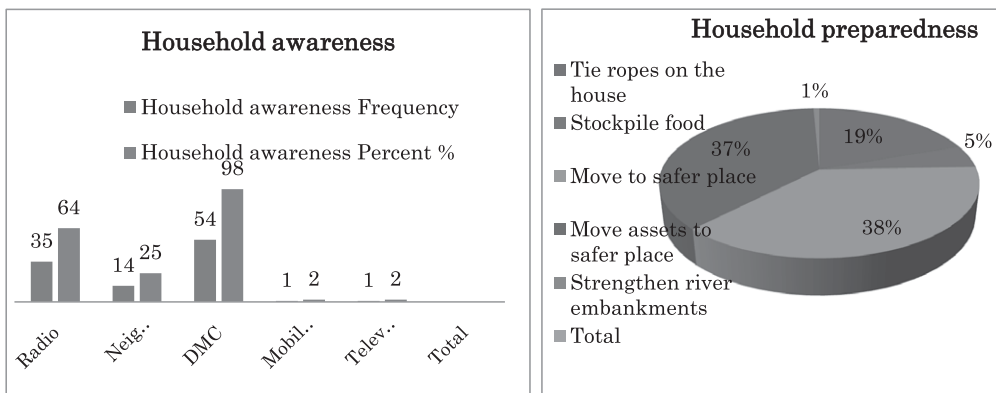 Household awareness
Household awareness Frequency
Household awareness Percent %
35
64
14
25
54
98
1
2
1
2
Radio
Neig..
DMC
Mobil..
Telev..
Total
Household preparedness
Tie ropes on the
house
Stockpile food
Move to safer place
Move assets to
safer place
Strengthen river
embankments
Total
1%
19%
5%
37%
38%